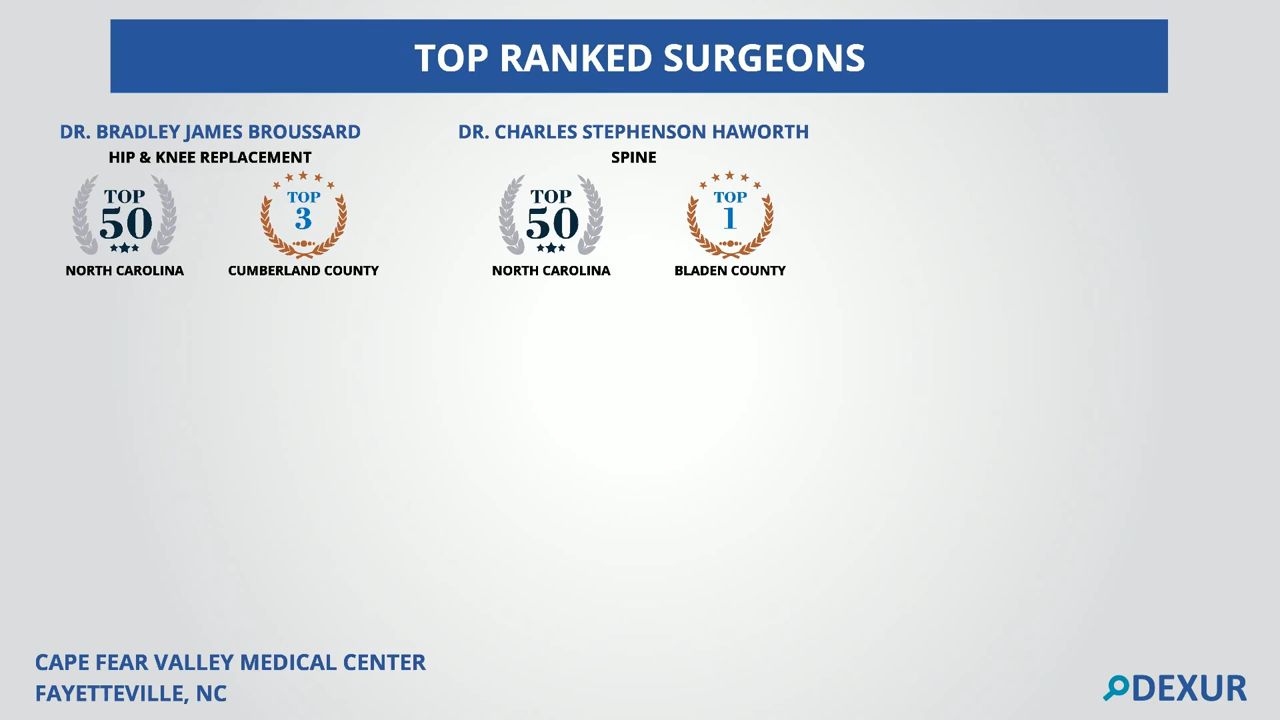 TOP RANKED SURGEONS
DR. BRADLEY JAMES BROUSSARD
HIP & KNEE REPLACEMENT
TOP
50
NORTH CAROLINA
TOP
3
CUMBERLAND COUNTY
DR. CHARLES STEPHENSON HAWORTH
SPINE
TOP
50
NORTH CAROLINA
TOP
1
BLADEN COUNTY
CAPE FEAR VALLEY MEDICAL CENTER
FAYETTEVILLE, NC
DEXUR